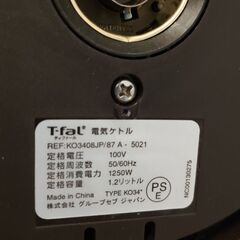 T-fal 電気ケトル
ティファール
REF:KO3408JP/87 A - 5021
定格電圧 100V
定格周波数 50/60Hz
定格消費電力 1250W
定格容量 1.2リットル
Made in China TYPE KO34*
株式会社 グループセブ ジャパン
PS
E
NC00130275